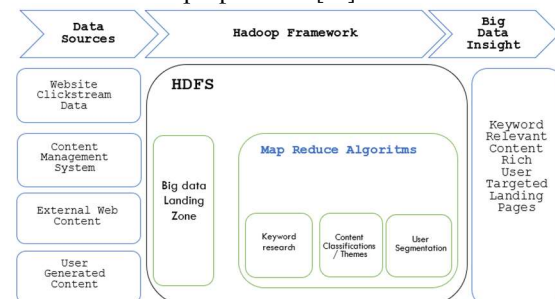 Data
Sources
Hadoop Framework
Big
Data
Insight
Website
Clickstream
Data
Content
Management
System
External Web
Content
User
Generated
Content
HDFS
Big data
Landing
Zone
Map Reduce Algoritms
Keyword
research
Content
Classifications
/ Themes
User
Segmentation
Keyword
Relevant
Content
Rich
User
Targeted
Landing
Pages